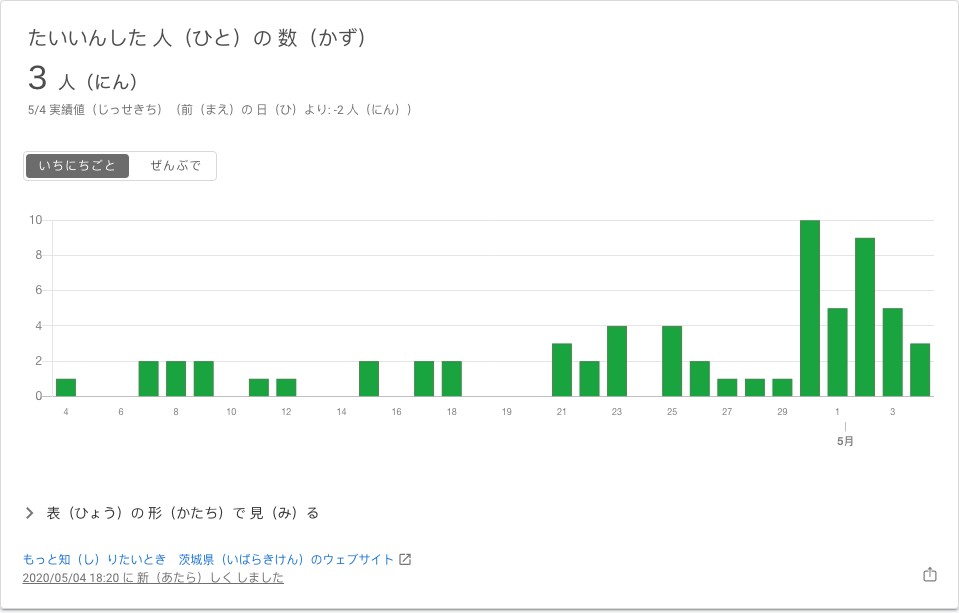 たいいんした 人（ひと）の 数（かず）
3 人（にん）
5/4 実績値（じっせきち）（前（まえ）の 日（ひ）より: -2 人（にん））
いちにちごと ぜんぶで
10
8
6
4
2
0
4 6 8 10 12 14 16 18 19 21 23 25 27 29 1 3
5月
表（ひょう）の 形（かたち）で 見（み）る
もっと知（し）りたいとき　茨城県（いばらきけん）のウェブサイト
2020/05/04 18:20 に 新（あたら）しく しました